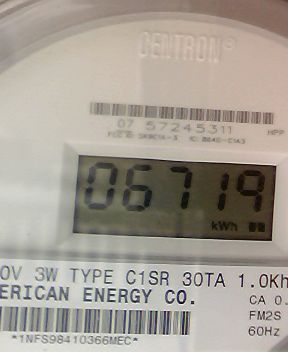 CENTRON®
07 57245311
HPP
06719
kWh
0V 3W TYPE C1SR 30TA 1.0Kh
ERICAN ENERGY CO.
CA 0.
FM2S
60Hz
*1NFS98410366MEC*